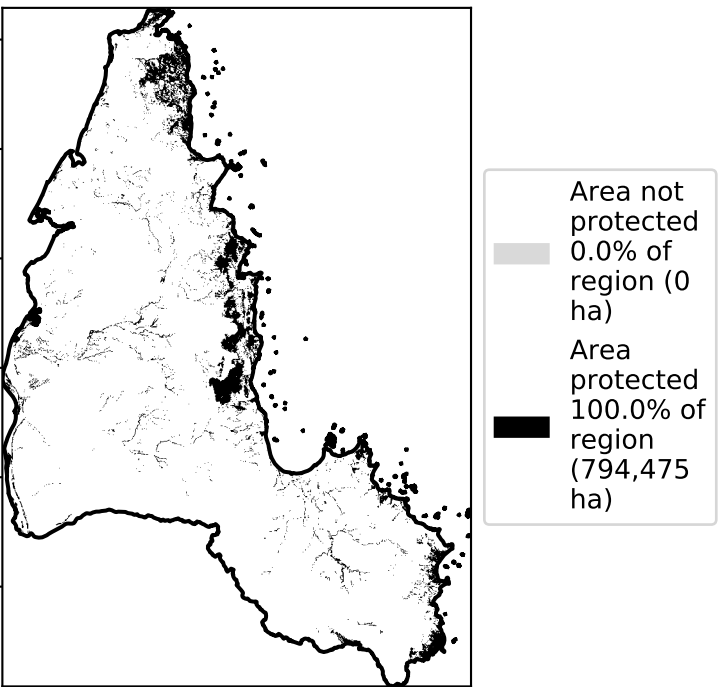 Area not
protected
0.0% of
region (0
ha)
Area
protected
100.0% of
region
(794,475
ha)